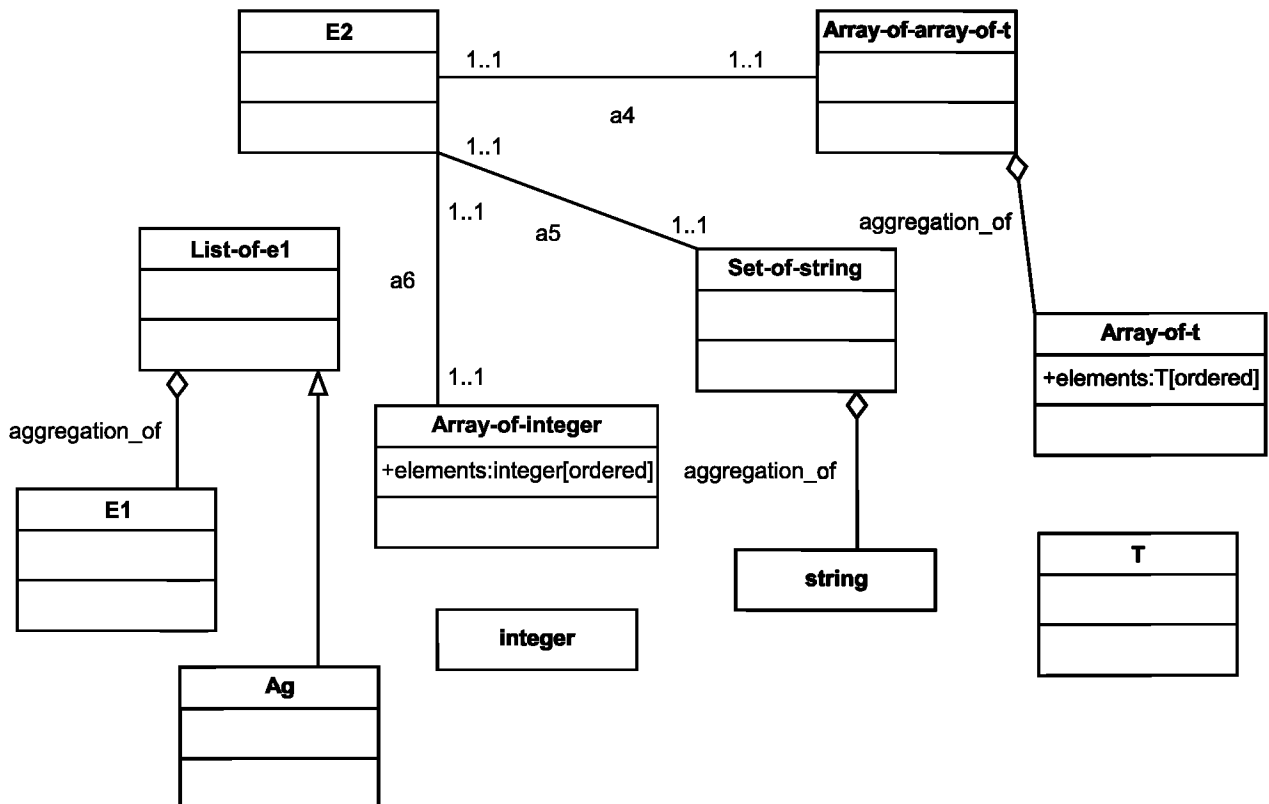 E2
Array-of-array-of-t
1..1
1..1
a4
1..1
1..1
1..1
aggregation_of
a5
List-of-e1
Set-of-string
a6
Array-of-t
+elements:T[ordered]
1..1
Array-of-integer
aggregation_of
+elements:integer[ordered]
aggregation_of
E1
T
string
integer
Ag